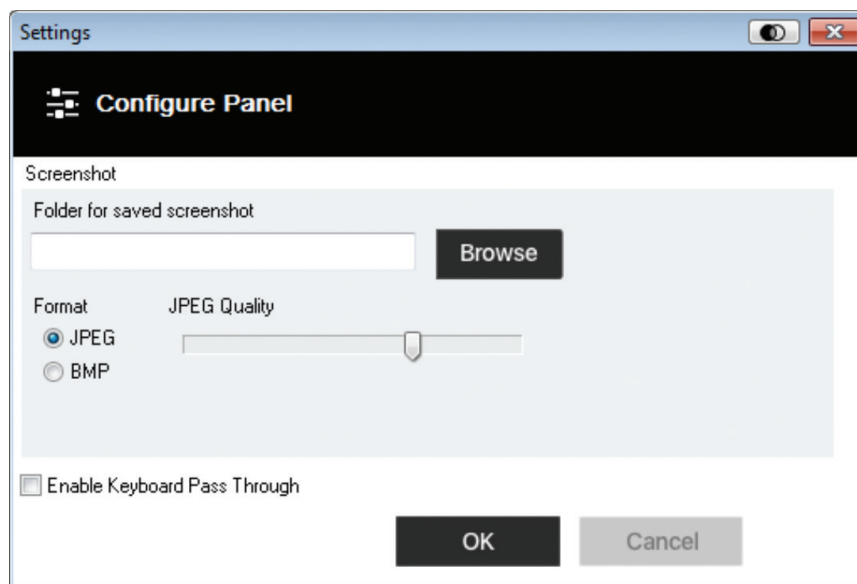 Settings
Configure Panel
Screenshot
Folder for saved screenshot
Browse
Format JPEG Quality
JPEG
BMP
Enable Keyboard Pass Through
OK Cancel